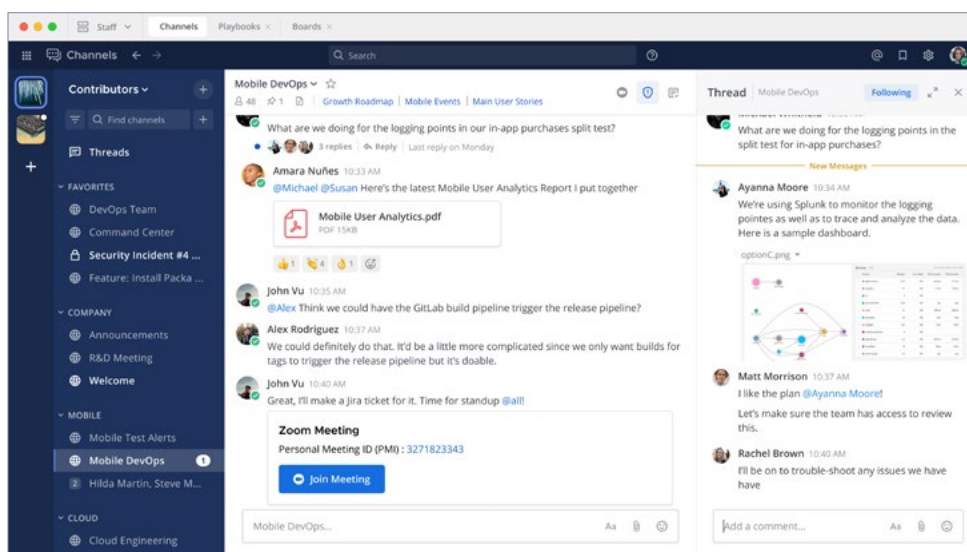 Staff
Channels
Playbooks
Boards
Channels
Search
Contributors
Find channels
Threads
FAVORITES
DevOps Team
Command Center
Security Incident #4 ...
Feature: Install Packa ...
COMPANY
Announcements
R&D Meeting
Welcome
MOBILE
Mobile Test Alerts
Mobile DevOps 1
2 Hilda Martin, Steve M...
CLOUD
Cloud Engineering
Mobile DevOps
48 1 Growth Roadmap Mobile Events Main User Stories
What are we doing for the logging points in our in-app purchases split test?
3 replies Reply Last reply on Monday
Amara Nuñes 10:33 AM
@Michael @Susan Here's the latest Mobile User Analytics Report I put together
Mobile User Analytics.pdf
PDF 15KB
1 4 1
John Vu 10:35 AM
@Alex Think we could have the GitLab build pipeline trigger the release pipeline?
Alex Rodriguez 10:37 AM
We could definitely do that. It'd be a little more complicated since we only want builds for
tags to trigger the release pipeline but it's doable.
John Vu 10:40 AM
Great, I'll make a Jira ticket for it. Time for standup @all!
Zoom Meeting
Personal Meeting ID (PMI) : 3271823343
Join Meeting
Mobile DevOps...
Aa
Thread Mobile DevOps Following
What are we doing for the logging points in the
split test for in-app purchases?
New Messages
Ayanna Moore 10:34 AM
We're using Splunk to monitor the logging
pointes as well as to trace and analyze the data.
Here is a sample dashboard.
optionC.png
Matt Morrison 10:37 AM
I like the plan @Ayanna Moore!
Let's make sure the team has access to review
this.
Rachel Brown 10:40 AM
I'll be on to trouble-shoot any issues we have
have
Add a comment...
Aa